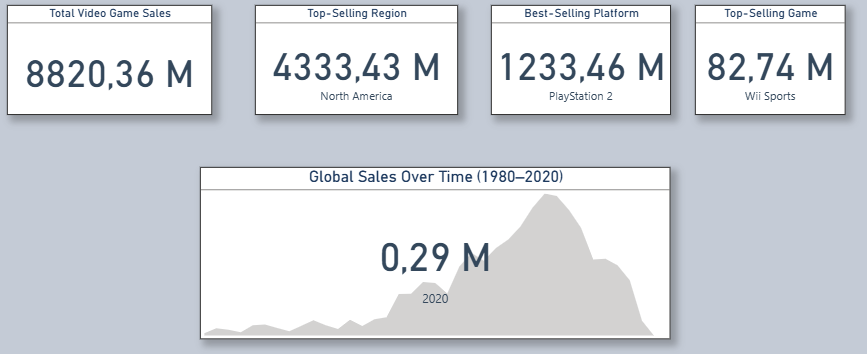 Total Video Game Sales
8820,36 M
Top-Selling Region
4333,43 M
North America
Best-Selling Platform
1233,46 M
PlayStation 2
Top-Selling Game
82,74 M
Wii Sports
Global Sales Over Time (1980–2020)
0,29 M
2020